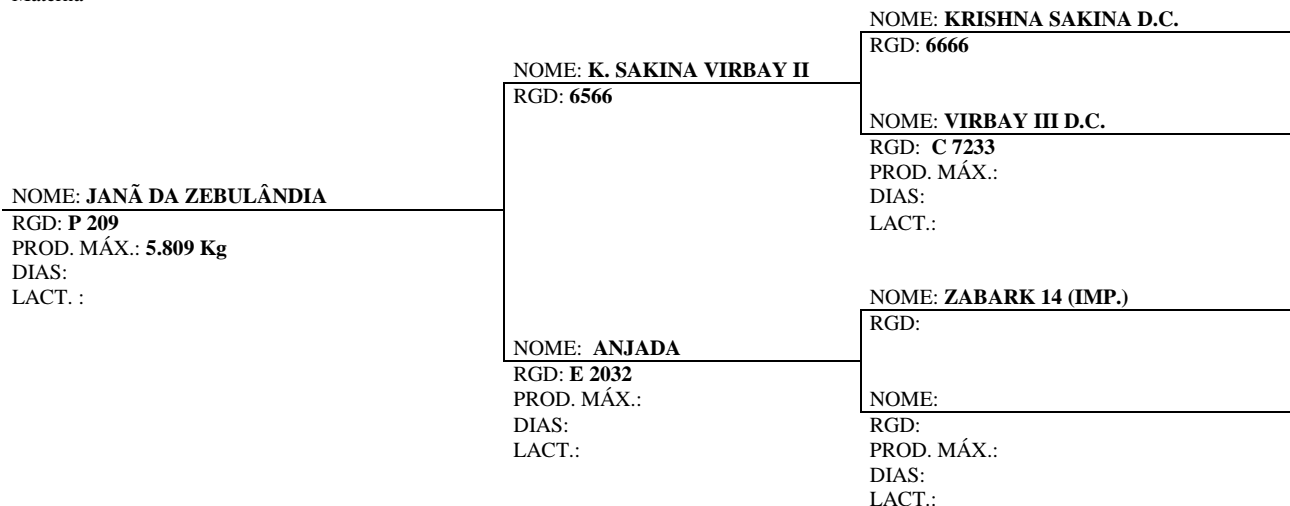 NOME: KRISHNA SAKINA D.C.
RGD: 6666
NOME: K. SAKINA VIRBAY II
RGD: 6566
NOME: VIRBAY III D.C.
RGD: C 7233
PROD. MÁX.:
DIAS:
LACT.:
NOME: JANÃ DA ZEBULÂNDIA
RGD: P 209
PROD. MÁX.: 5.809 Kg
DIAS:
LACT. :
NOME: ZABARK 14 (IMP.)
RGD:
NOME: ANJADA
RGD: E 2032
PROD. MÁX.:
DIAS:
LACT.:
NOME:
RGD:
PROD. MÁX.:
DIAS:
LACT.: